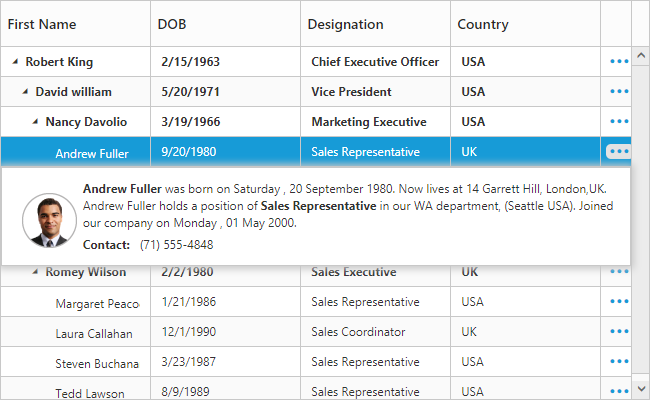 First Name DOB Designation Country
Robert King 2/15/1963 Chief Executive Officer USA
David william 5/20/1971 Vice President USA
Nancy Davolio 3/19/1966 Marketing Executive USA
Andrew Fuller 9/20/1980 Sales Representative UK
Andrew Fuller was born on Saturday , 20 September 1980. Now lives at 14 Garrett Hill, London,UK.
Andrew Fuller holds a position of Sales Representative in our WA department, (Seattle USA). Joined
our company on Monday , 01 May 2000.
Contact: (71) 555-4848
Romey Wilson 2/2/1980 Sales Executive UK
Margaret Peaco 1/21/1986 Sales Representative USA
Laura Callahan 12/1/1990 Sales Coordinator UK
Steven Buchana 3/23/1987 Sales Representative USA
Tedd Lawson 8/9/1989 Sales Representative USA